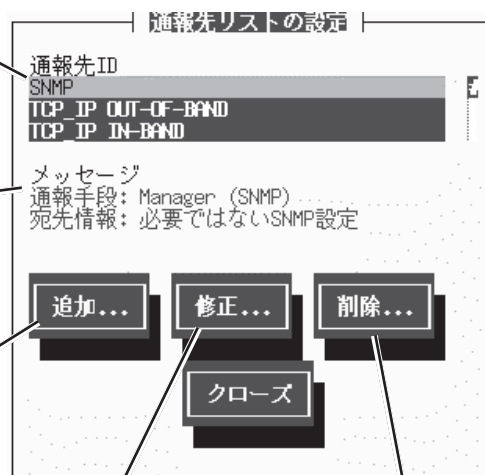 通報先リストの設定
通報先ID
SNMP
TCP_IP OUT-OF-BAND
TCP_IP IN-BAND
メッセージ
通報手段: Manager (SNMP)
宛先情報: 必要ではないSNMP設定
追加...
修正...
削除...
クローズ